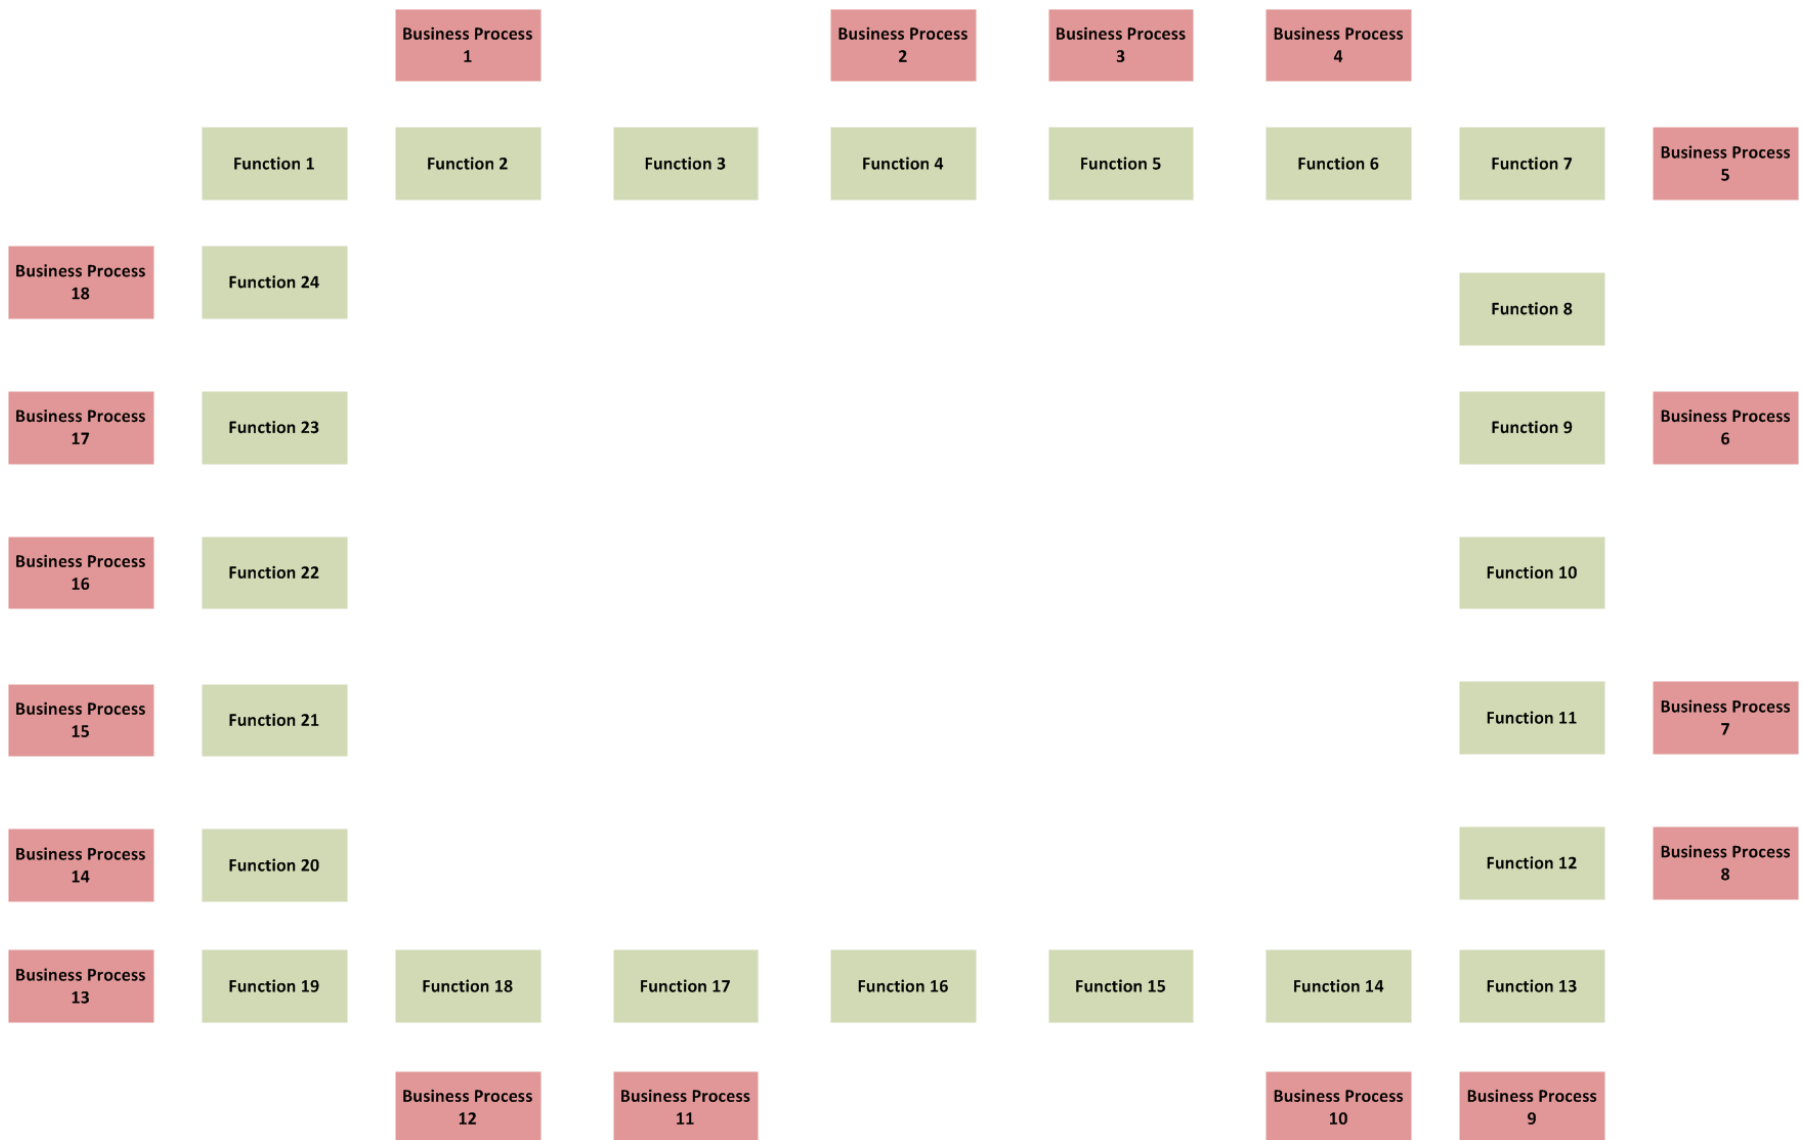 Business Process
1
Business Process
2
Business Process
3
Business Process
4
Function 1
Function 2
Function 3
Function 4
Function 5
Function 6
Function 7
Business Process
5
Business Process
18
Function 24
Function 8
Business Process
17
Function 23
Function 9
Business Process
6
Business Process
16
Function 22
Function 10
Business Process
15
Function 21
Function 11
Business Process
7
Business Process
14
Function 20
Function 12
Business Process
8
Business Process
13
Function 19
Function 18
Function 17
Function 16
Function 15
Function 14
Function 13
Business Process
12
Business Process
11
Business Process
10
Business Process
9